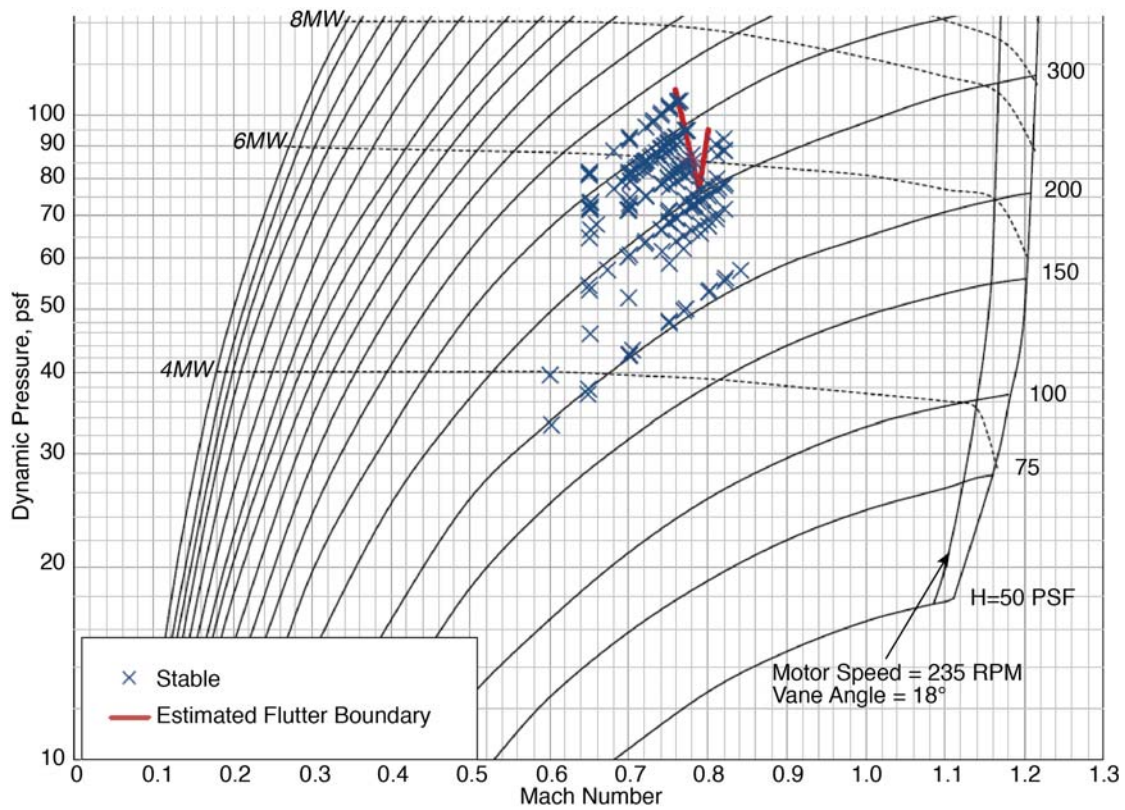 8MW
6MW
4MW
100
90
80
70
60
50
40
30
20
10
Dynamic Pressure, psf
300
200
150
100
75
H=50 PSF
Motor Speed = 235 RPM
Vane Angle = 18°
Stable
Estimated Flutter Boundary
0 0.1 0.2 0.3 0.4 0.5 0.6 0.7 0.8 0.9 1.0 1.1 1.2 1.3
Mach Number